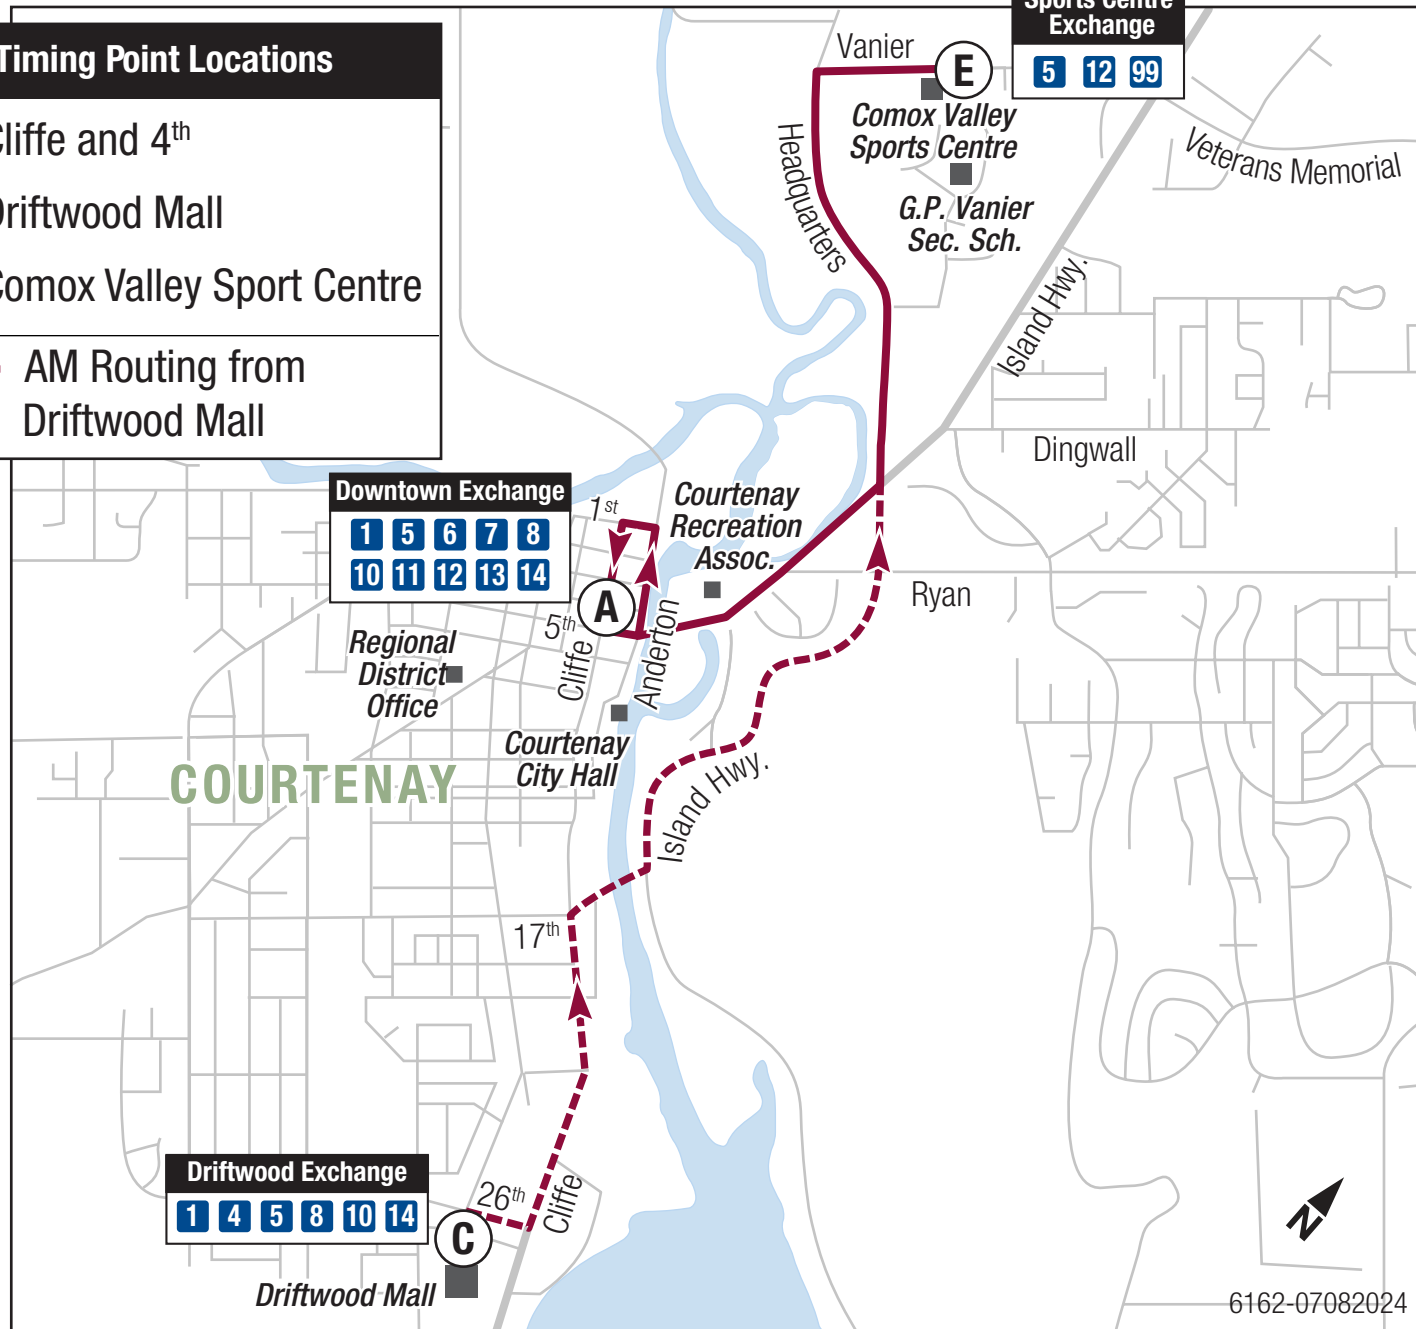 Sports Centre
Exchange
5 12 99
Timing Point Locations
Cliffe and 4th
Driftwood Mall
Comox Valley Sport Centre
AM Routing from
Driftwood Mall
Vanier
E
Comox Valley
Sports Centre
Headquarters
G.P. Vanier
Sec. Sch.
Veterans Memorial
Island Hwy.
Dingwall
Downtown Exchange
1 5 6 7 8
10 11 12 13 14
1st
Courtenay
Recreation
Assoc.
A
5th
Cliffe
Anderton
Ryan
Regional
District
Office
Courtenay
City Hall
COURTENAY
Island Hwy.
17th
Driftwood Exchange
1 4 5 8 10 14
26th
Cliffe
C
Driftwood Mall
N
6162-07082024